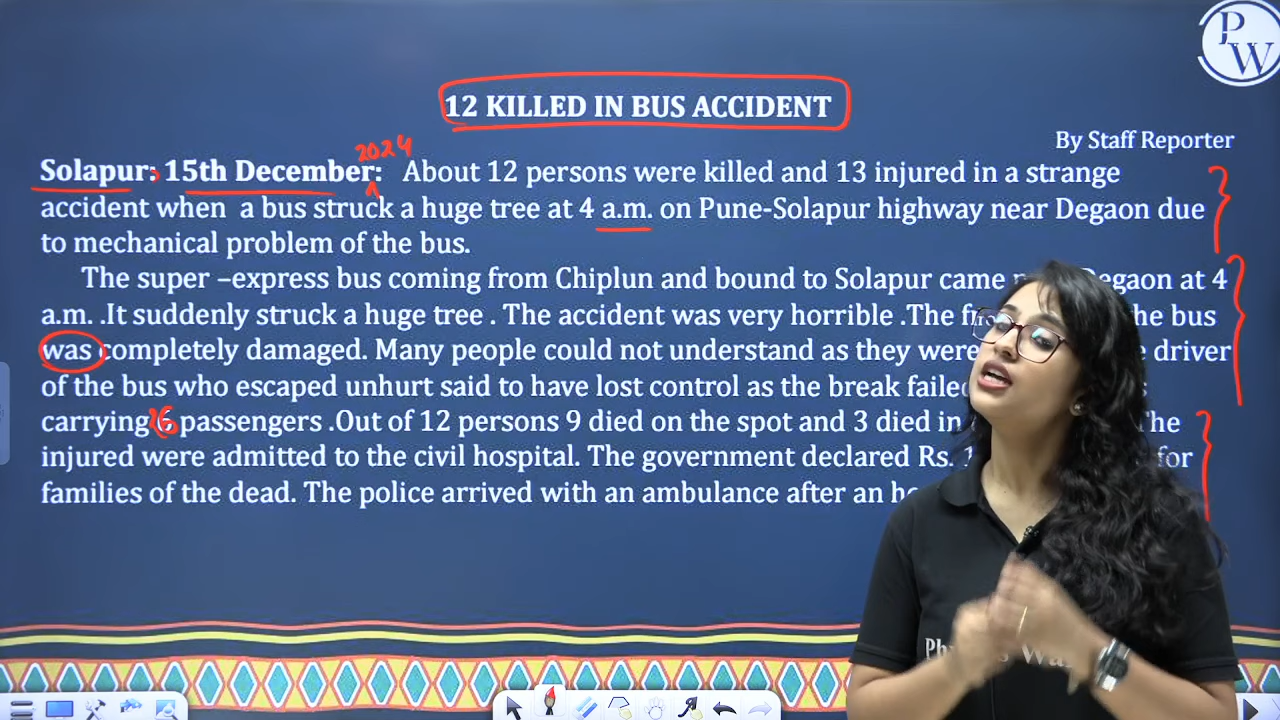 PW
12 KILLED IN BUS ACCIDENT
By Staff Reporter
2024
Solapur: 15th December: About 12 persons were killed and 13 injured in a strange
accident when a bus struck a huge tree at 4 a.m. on Pune-Solapur highway near Degaon due
to mechanical problem of the bus.
The super –express bus coming from Chiplun and bound to Solapur came Degaon at 4
a.m. .It suddenly struck a huge tree . The accident was very horrible .The he bus
was completely damaged. Many people could not understand as they were driver
of the bus who escaped unhurt said to have lost control as the break failed
carrying passengers .Out of 12 persons 9 died on the spot and 3 died in
injured were admitted to the civil hospital. The government declared Rs. for
families of the dead. The police arrived with an ambulance after an